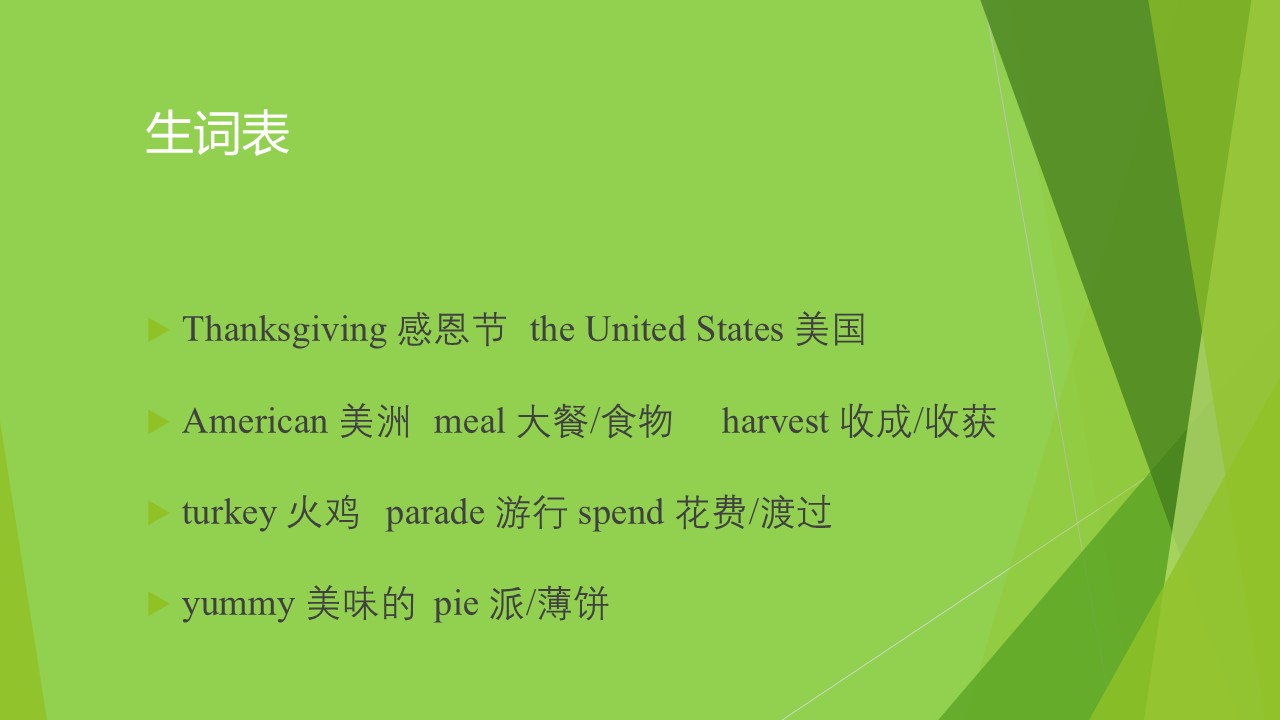 生词表
Thanksgiving 感恩节 the United States 美国
American 美洲 meal 大餐/食物 harvest 收成/收获
turkey 火鸡 parade 游行 spend 花费/渡过
yummy 美味的 pie 派/薄饼